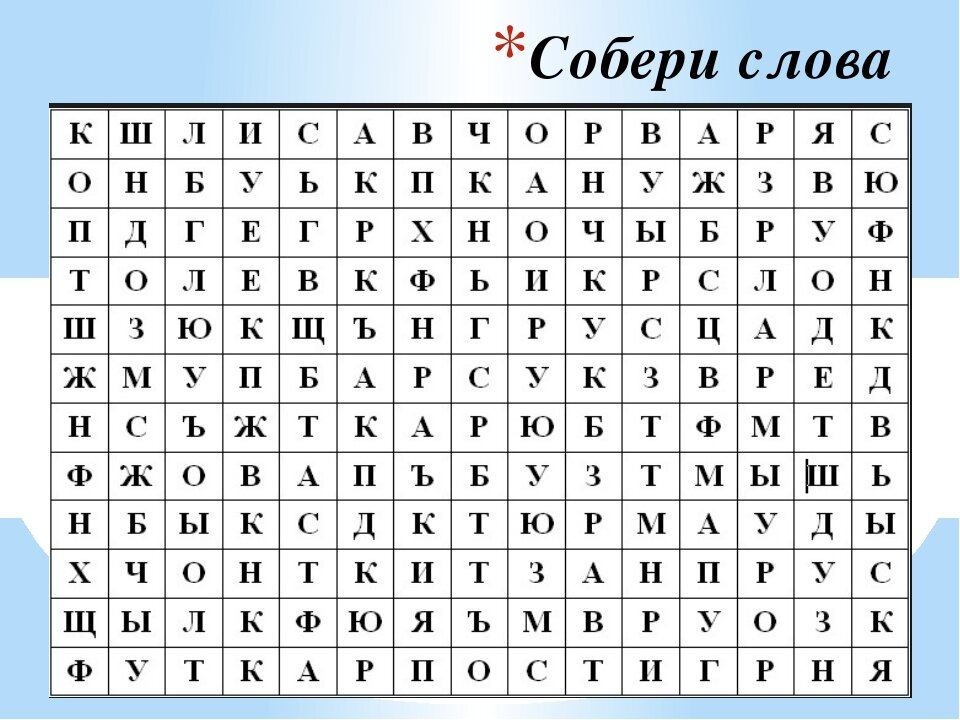 *Собери слова
К Ш Л И С А В Ч О Р В А Р Я С
О Н Б У Ь К П К А Н У Ж З В Ю
П Д Г Е Г Р Х Н О Ч Ы Б Р У Ф
Т О Л Е В К Ф Ь И К Р С Л О Н
Ш З Ю К Щ Ъ Н Г Р У С Ц А Д К
Ж М У П Б А Р С У К З В Р Е Д
Н С Ъ Ж Т К А Р Ю Б Т Ф М Т В
Ф Ж О В А П Ъ Б У З Т М Ы Ш Ь
Н Б Ы К С Д К Т Ю Р М А У Д Ы
Х Ч О Н Т К И Т З А Н П Р У С
Щ Ы Л К Ф Ю Я Ъ М В Р У О З К
Ф У Т К А Р П О С Т И Г Р Н Я